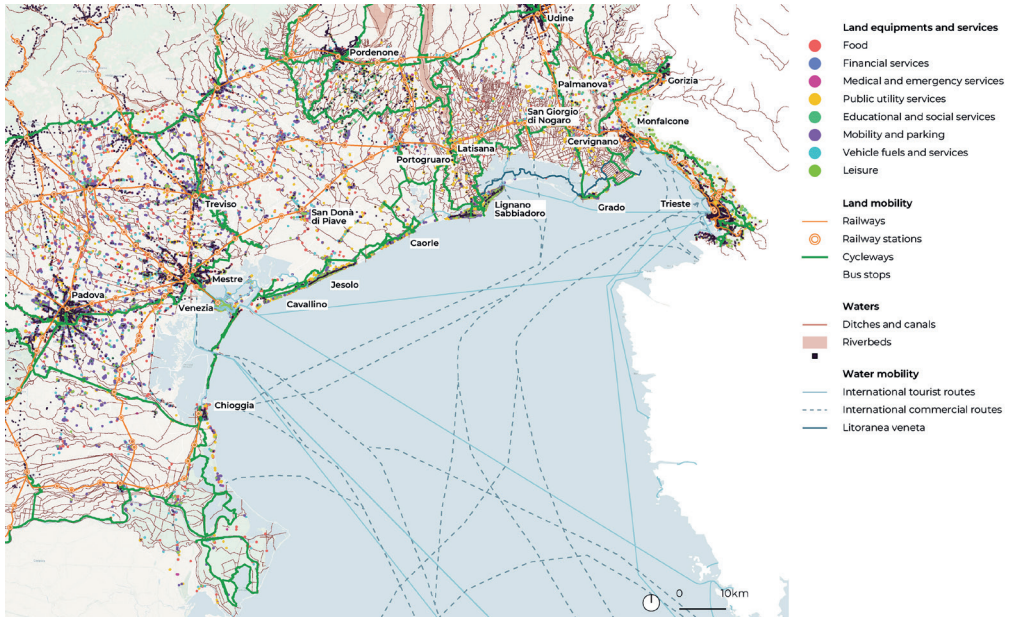 Udine
Pordenone
Gorizia
Palmanova
San Giorgio
di Nogaro
Monfalcone
Cervignano
Latisana
Portogruaro
Treviso
San Donà
di Piave
Lignano
Sabbiadoro
Grado
Trieste
Caorle
Mestre
Jesolo
Padova
Venezia
Cavallino
Chioggia
0 10km
Land equipments and services
Food
Financial services
Medical and emergency services
Public utility services
Educational and social services
Mobility and parking
Vehicle fuels and services
Leisure
Land mobility
Railways
Railway stations
Cycleways
Bus stops
Waters
Ditches and canals
Riverbeds
Water mobility
International tourist routes
International commercial routes
Litoranea veneta